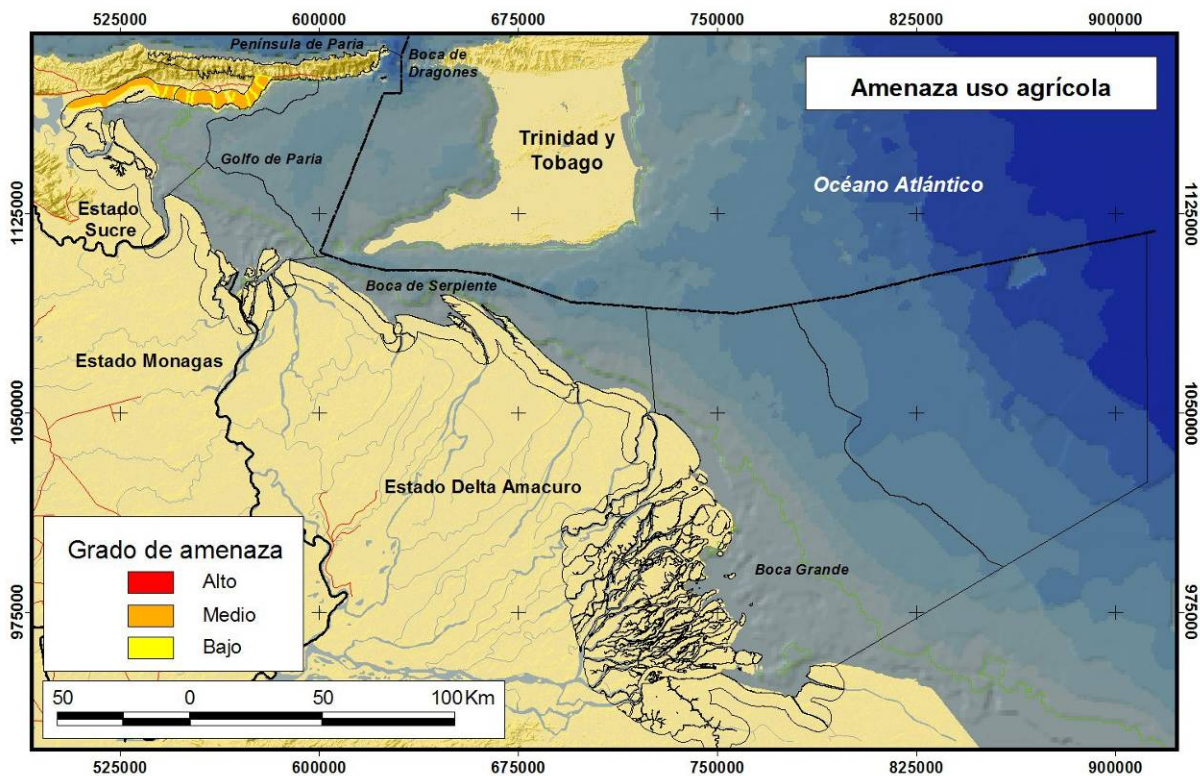 525000 600000 675000 750000 825000 900000
Península de Paria
Boca de
Dragones
Amenaza uso agrícola
Trinidad y
Tobago
Golfo de Paria
Océano Atlántico
Estado
Sucre
1125000
1125000
Boca de Serpiente
Estado Monagas
1050000
1050000
Estado Delta Amacuro
Boca Grande
Grado de amenaza
Alto
Medio
Bajo
975000
975000
50 0 50 100 Km
525000 600000 675000 750000 825000 900000